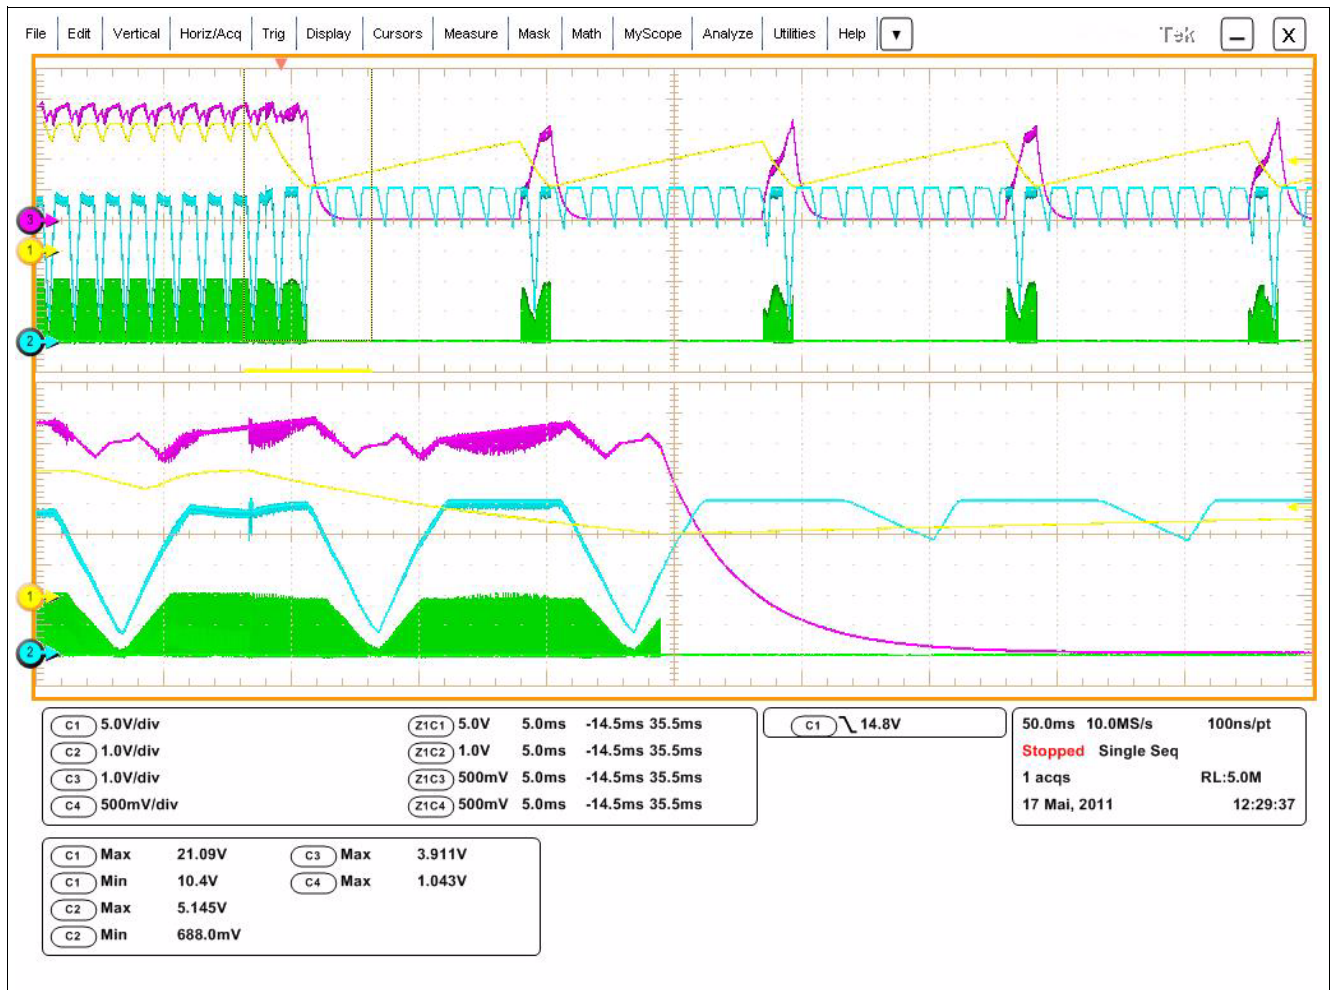 File Edit Vertical Horiz/Acq Trig Display Cursors Measure Mask Math MyScope Analyze Utilities Help Tek X
3
1
2
1
2
C1 5.0V/div Z1C1 5.0V 5.0ms -14.5ms 35.5ms
C2 1.0V/div Z1C2 1.0V 5.0ms -14.5ms 35.5ms
C3 1.0V/div Z1C3 500mV 5.0ms -14.5ms 35.5ms
C4 500mV/div Z1C4 500mV 5.0ms -14.5ms 35.5ms
C1 14.8V
50.0ms 10.0MS/s 100ns/pt
Stopped Single Seq
1 acqs RL:5.0M
17 Mai, 2011 12:29:37
C1 Max 21.09V C3 Max 3.911V
C1 Min 10.4V C4 Max 1.043V
C2 Max 5.145V
C2 Min 688.0mV